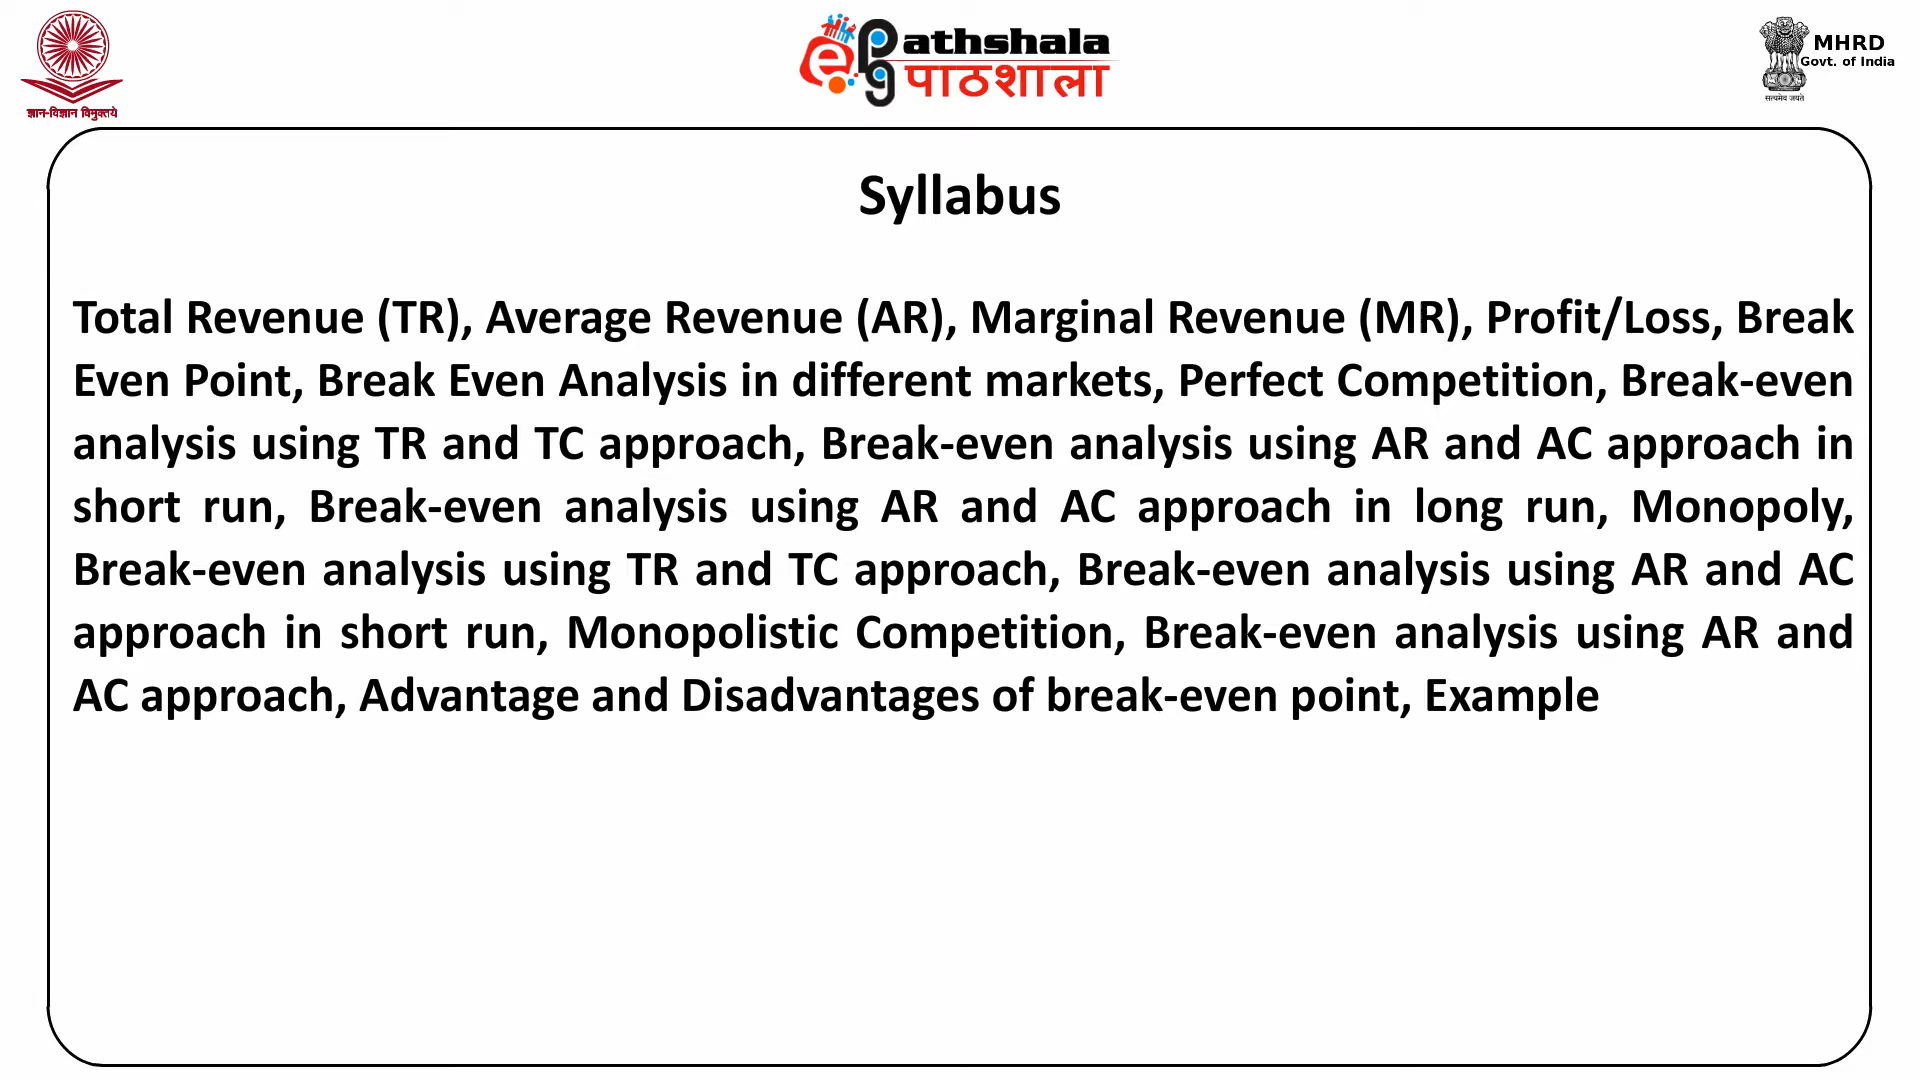 ज्ञान-विज्ञान विमुक्तये
e PG athshala
पाठशाला
MHRD
Govt. of India
सत्यमेव जयते
Syllabus
Total Revenue (TR), Average Revenue (AR), Marginal Revenue (MR), Profit/Loss, Break
Even Point, Break Even Analysis in different markets, Perfect Competition, Break-even
analysis using TR and TC approach, Break-even analysis using AR and AC approach in
short run, Break-even analysis using AR and AC approach in long run, Monopoly,
Break-even analysis using TR and TC approach, Break-even analysis using AR and AC
approach in short run, Monopolistic Competition, Break-even analysis using AR and
AC approach, Advantage and Disadvantages of break-even point, Example